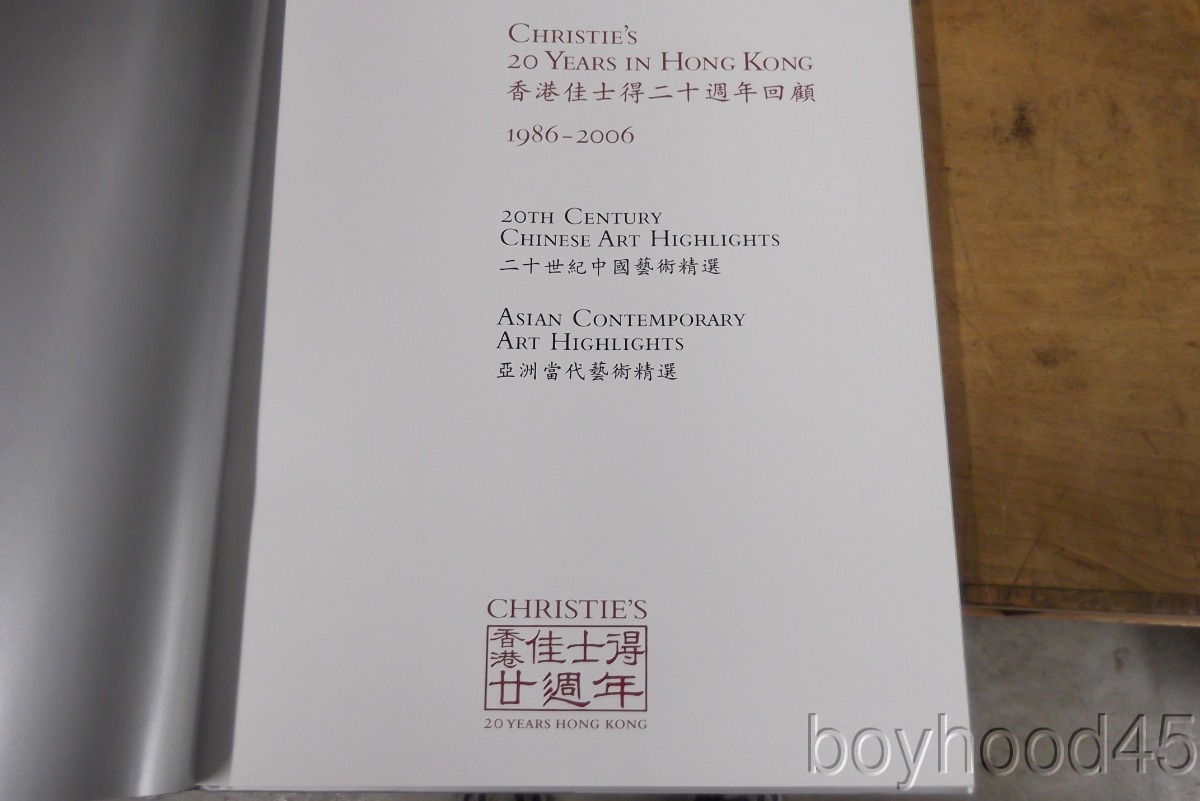 CHRISTIE'S
20 YEARS IN HONG KONG
香港佳士得二十週年回顧
1986–2006
20TH CENTURY
CHINESE ART HIGHLIGHTS
二十世紀中國藝術精選
ASIAN CONTEMPORARY
ART HIGHLIGHTS
亞洲當代藝術精選
CHRISTIE'S
香港佳士得
廿週年
20 YEARS HONG KONG
boyhood45